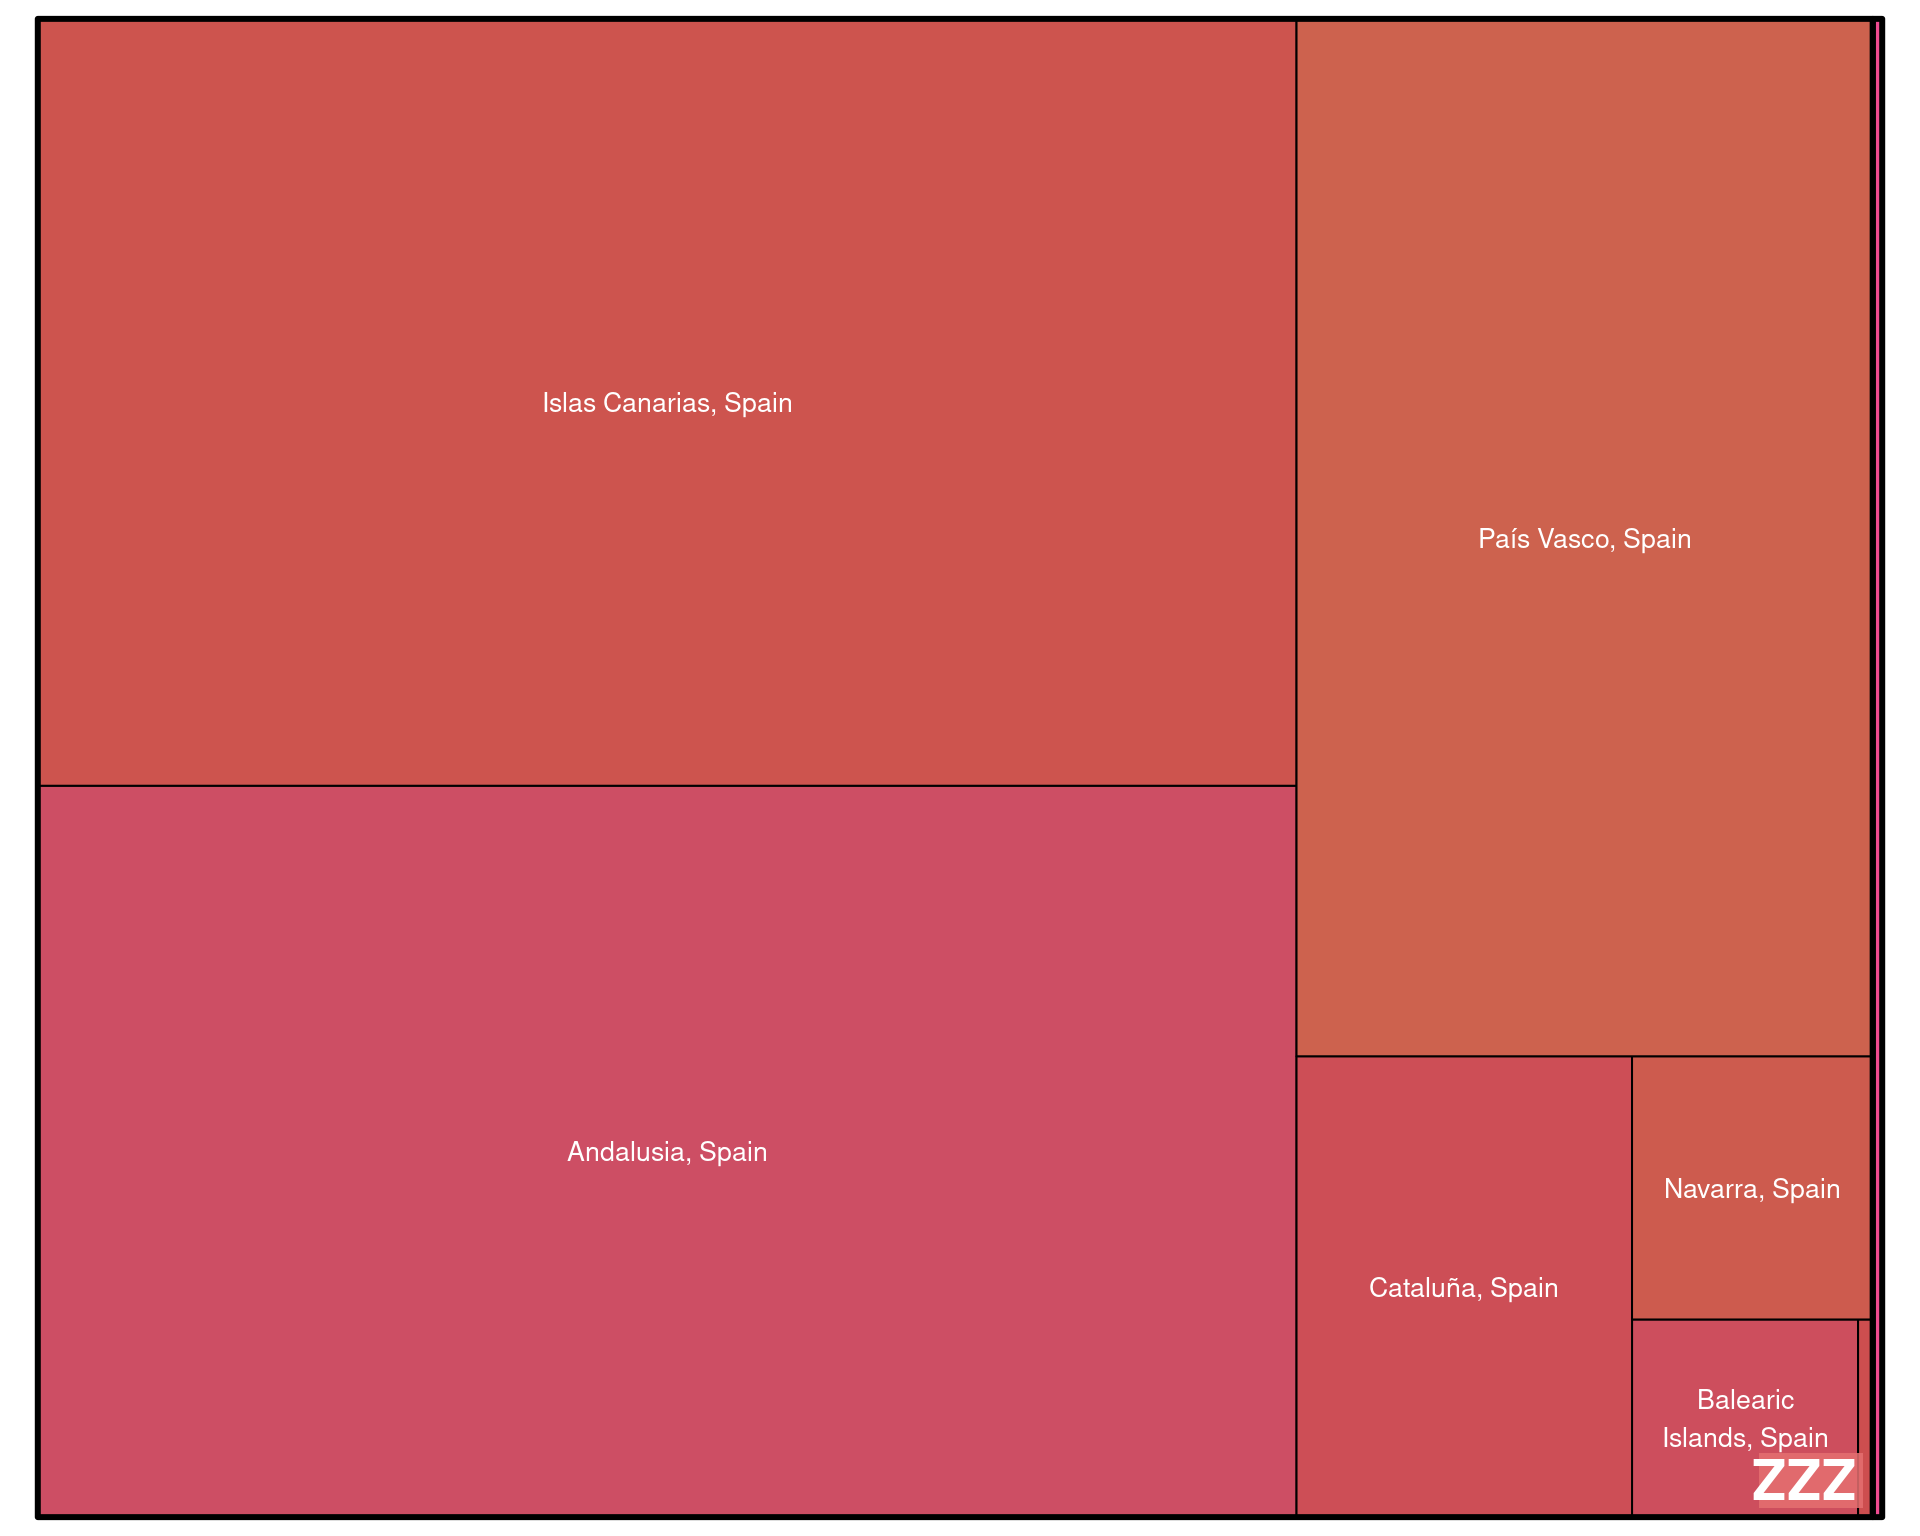 Islas Canarias, Spain
País Vasco, Spain
Andalusia, Spain
Cataluña, Spain
Navarra, Spain
Balearic
Islands, Spain
ZZZ